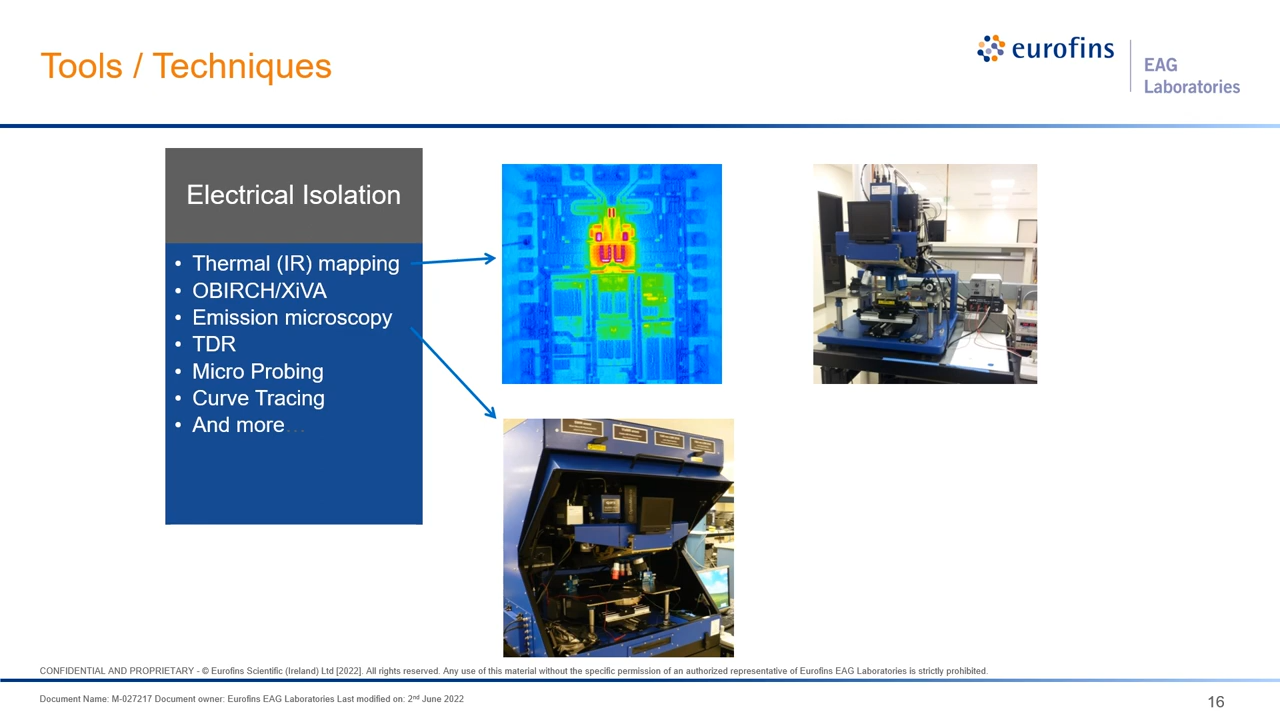 Tools / Techniques
eurofins
EAG
Laboratories
Electrical Isolation
• Thermal (IR) mapping
• OBIRCH/XiVA
• Emission microscopy
• TDR
• Micro Probing
• Curve Tracing
• And more…
CONFIDENTIAL AND PROPRIETARY - © Eurofins Scientific (Ireland) Ltd [2022]. All rights reserved. Any use of this material without the specific permission of an authorized representative of Eurofins EAG Laboratories is strictly prohibited.
Document Name: M-027217 Document owner: Eurofins EAG Laboratories Last modified on: 2nd June 2022
16